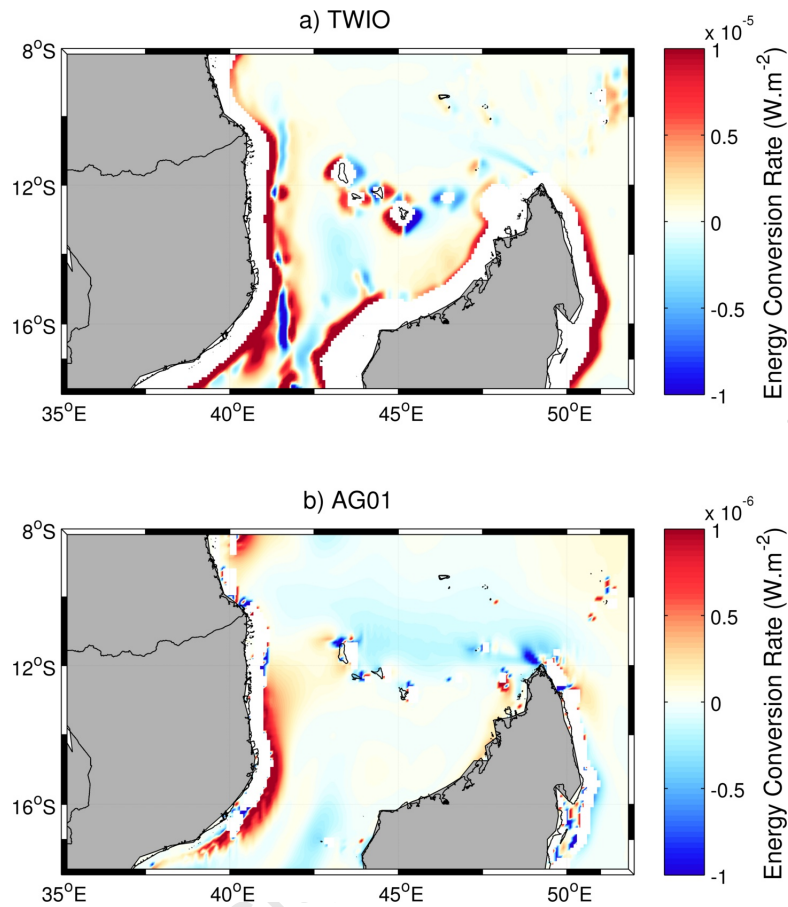 a) TWIO
x 10⁻⁵
8°S
12°S
16°S
35°E
40°E
45°E
50°E
1
0.5
0
-0.5
-1
Energy Conversion Rate (W.m⁻²)
b) AG01
x 10⁻⁶
8°S
12°S
16°S
35°E
40°E
45°E
50°E
1
0.5
0
-0.5
-1
Energy Conversion Rate (W.m⁻²)